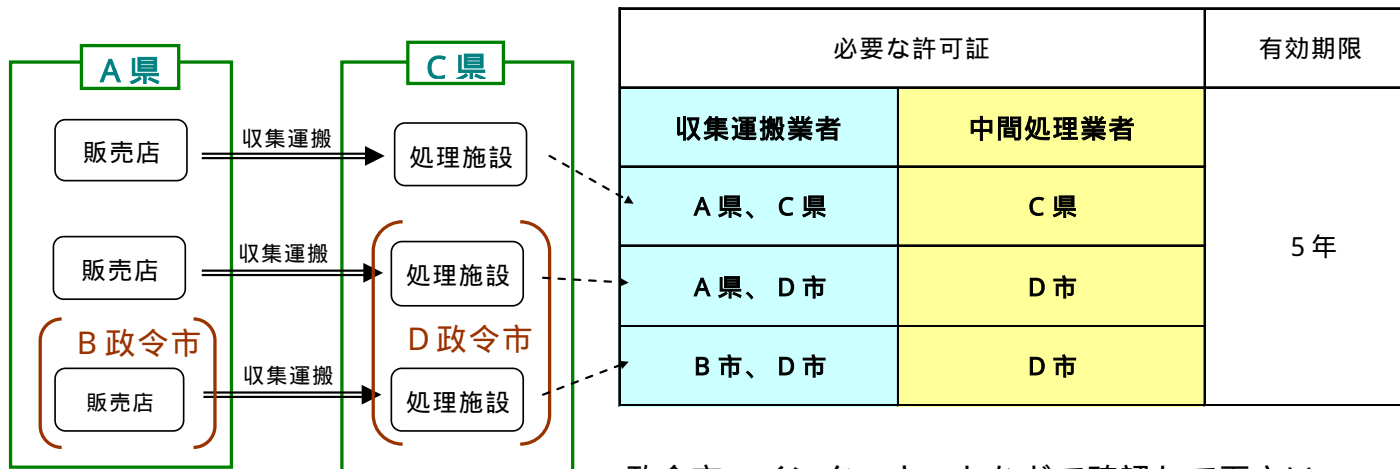 A県
C県
販売店
収集運搬
処理施設
販売店
収集運搬
処理施設
B政令市
D政令市
販売店
収集運搬
処理施設
必要な許可証
有効期限
収集運搬業者
中間処理業者
A県、C県
C県
5年
A県、D市
D市
B市、D市
D市